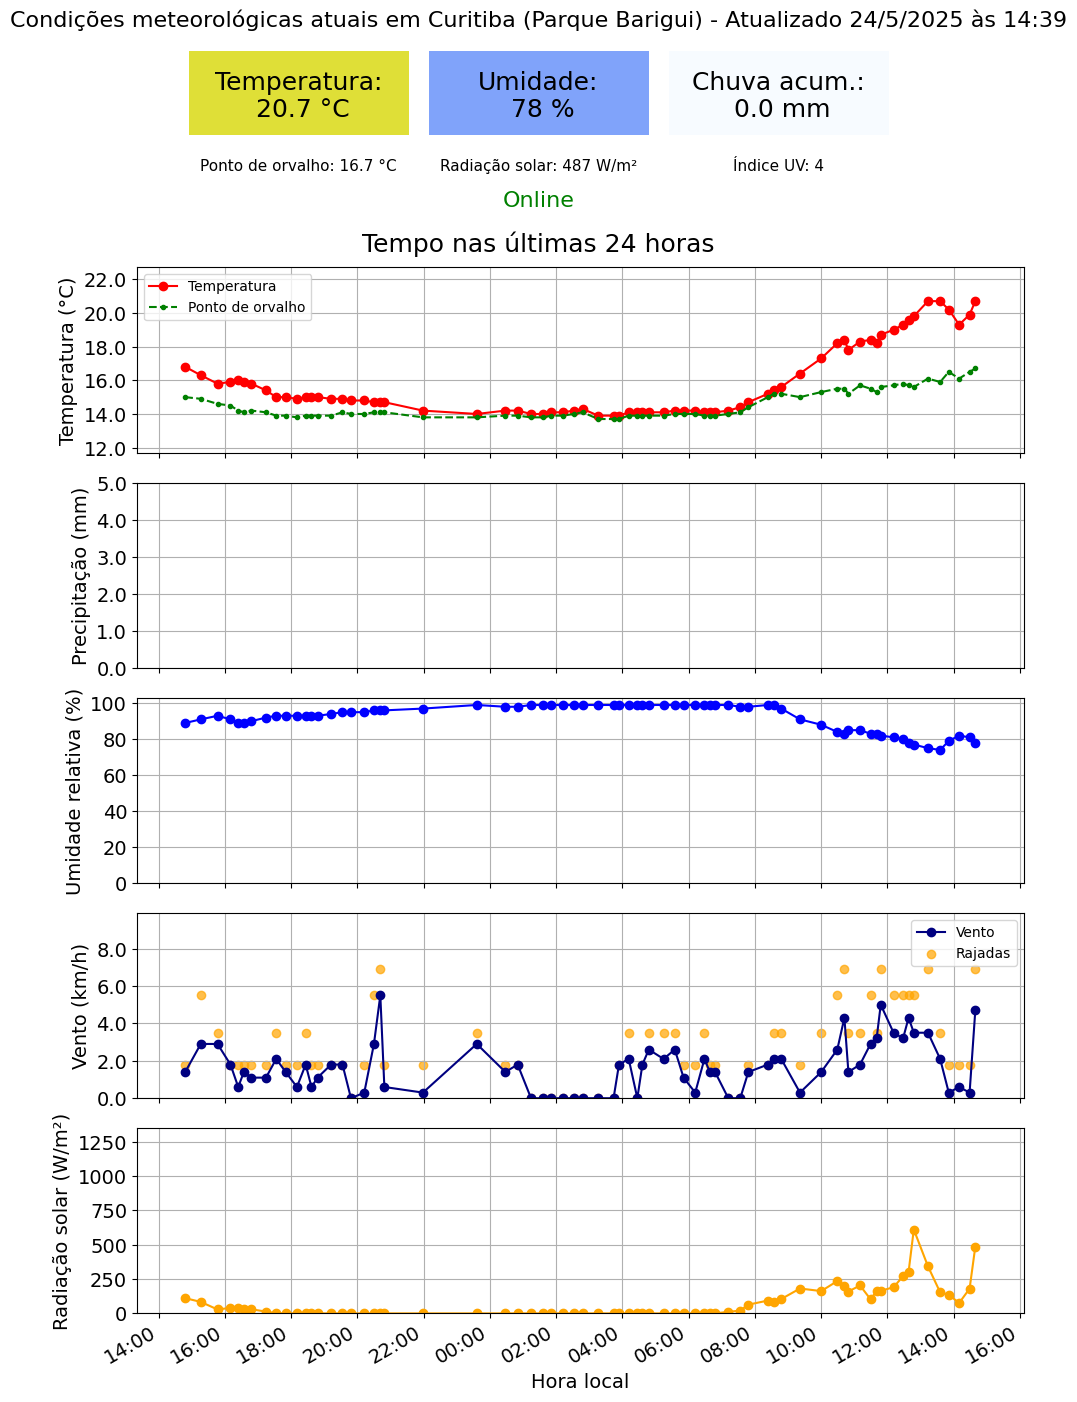 Condições meteorológicas atuais em Curitiba (Parque Barigui) - Atualizado 24/5/2025 às 14:39
Temperatura:
20.7 °C
Umidade:
78 %
Chuva acum.:
0.0 mm
Ponto de orvalho: 16.7 °C
Radiação solar: 487 W/m²
Índice UV: 4
Online
Tempo nas últimas 24 horas
Temperatura (°C)
22.0
20.0
18.0
16.0
14.0
12.0
Temperatura
Ponto de orvalho
Precipitação (mm)
5.0
4.0
3.0
2.0
1.0
0.0
Umidade relativa (%)
100
80
60
40
20
0
Vento (km/h)
8.0
6.0
4.0
2.0
0.0
Vento
Rajadas
Radiação solar (W/m²)
1250
1000
750
500
250
0
14:00
16:00
18:00
20:00
22:00
00:00
02:00
04:00
06:00
08:00
10:00
12:00
14:00
16:00
Hora local